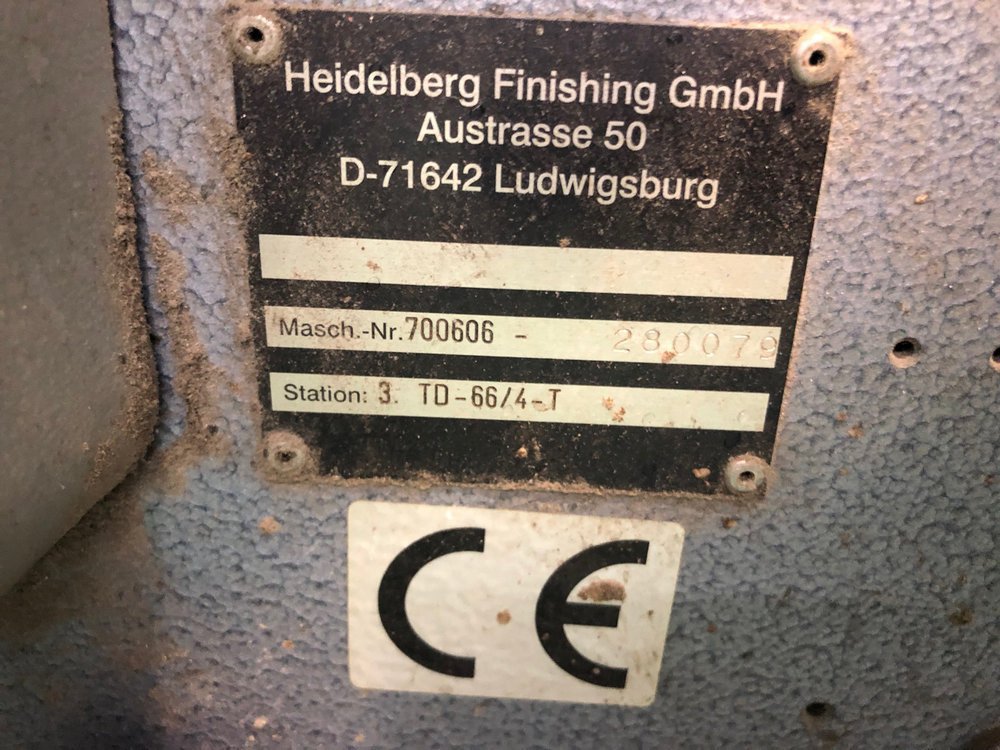 Heidelberg Finishing GmbH
Austrasse 50
D-71642 Ludwigsburg
Masch.-Nr. 700606 - 280079
Station: 3. TD-66/4-T
CE